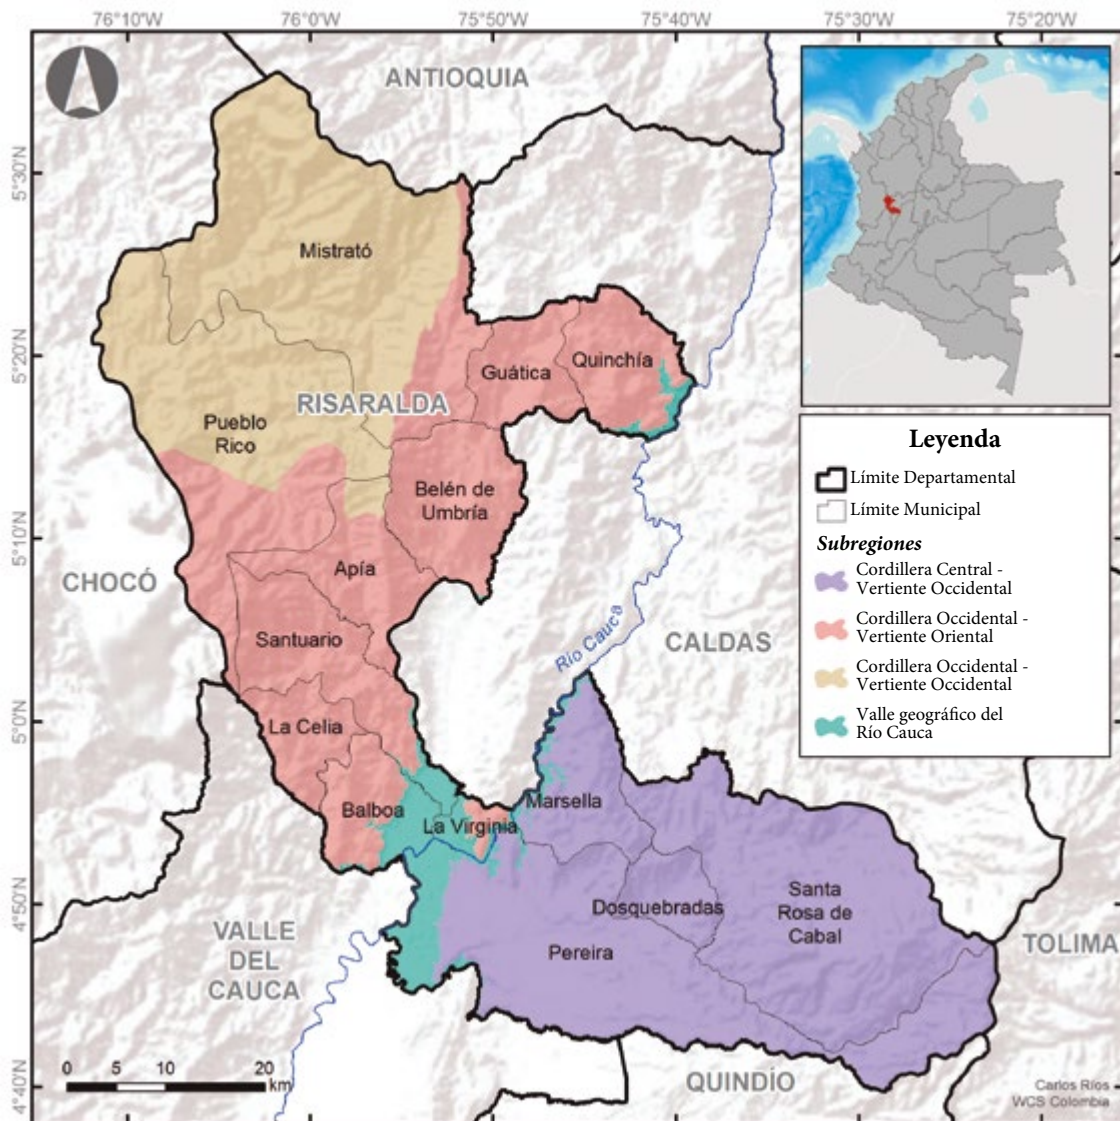 76°10'W
76°0'W
75°50'W
75°40'W
75°30'W
75°20'W
5°30'N
5°20'N
5°10'N
5°0'N
4°50'N
4°40'N
ANTIOQUIA
Mistrató
Guática
Quinchía
RISARALDA
Pueblo
Rico
Belén de
Umbría
CHOCÓ
Apía
Santuario
Río Cauca
CALDAS
La Celia
Balboa
La Virginia
Marsella
Dosquebradas
Santa
Rosa de
Cabal
Pereira
VALLE
DEL
CAUCA
TOLIMA
QUINDÍO
0 5 10 20
km
Leyenda
Límite Departamental
Límite Municipal
Subregiones
Cordillera Central -
Vertiente Occidental
Cordillera Occidental -
Vertiente Oriental
Cordillera Occidental -
Vertiente Occidental
Valle geográfico del
Río Cauca
Carlos Ríos
WCS Colombia